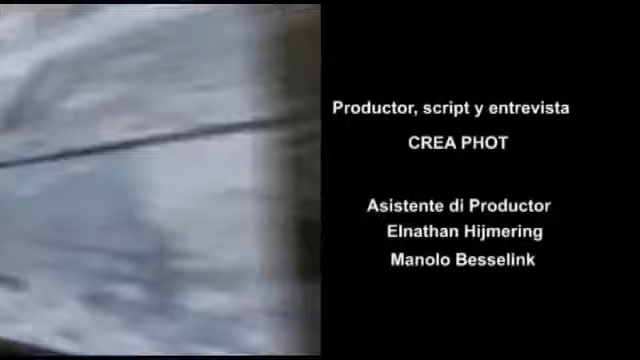 Productor, script y entrevista
CREA PHOT
Asistente di Productor
Elnathan Hijmering
Manolo Besselink